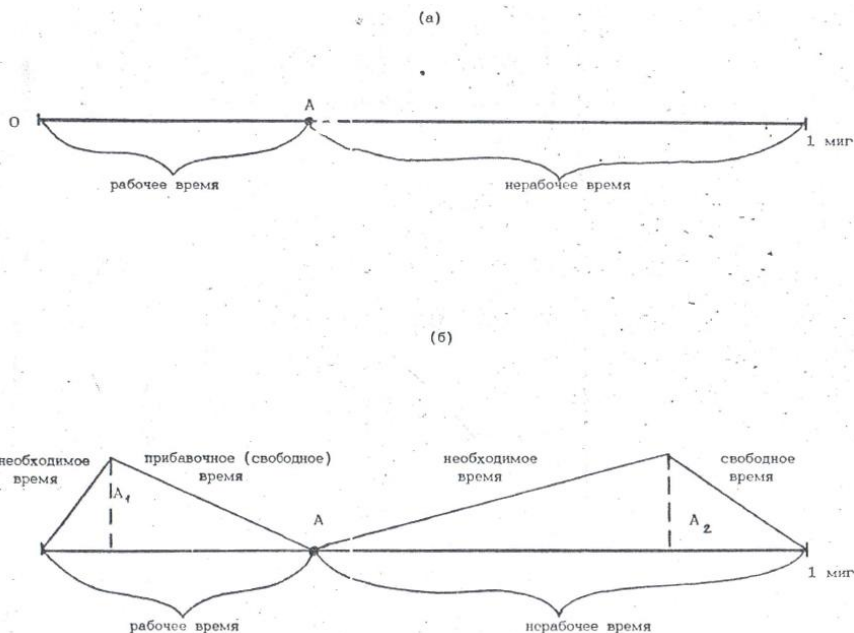 (а)
А
0
1 миг
рабочее время
нерабочее время
(б)
необходимое
время
прибавочное (свободное)
время
необходимое
время
свободное
время
А₁
А
А₂
1 миг
рабочее время
нерабочее время